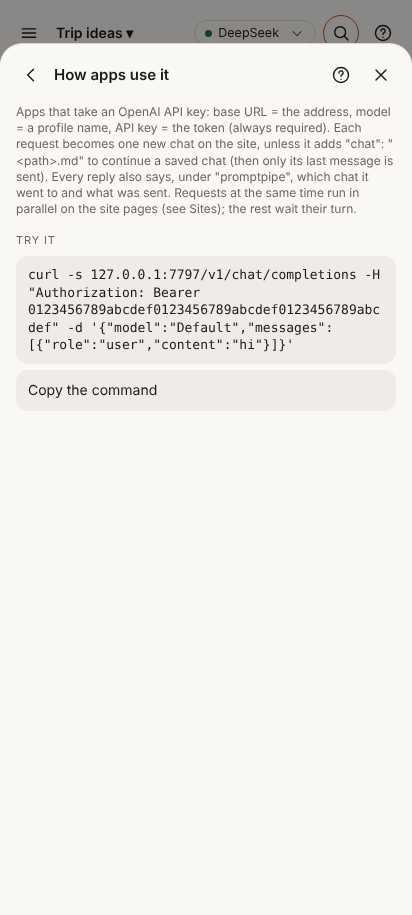 Trip ideas ▾
DeepSeek
How apps use it
Apps that take an OpenAI API key: base URL = the address, model
= a profile name, API key = the token (always required). Each
request becomes one new chat on the site, unless it adds "chat": "
<path>.md" to continue a saved chat (then only its last message is
sent). Every reply also says, under "promptpipe", which chat it
went to and what was sent. Requests at the same time run in
parallel on the site pages (see Sites); the rest wait their turn.
TRY IT
curl -s 127.0.0.1:7797/v1/chat/completions -H
"Authorization: Bearer
0123456789abcdef0123456789abcdef0123456789abc
def" -d '{"model":"Default","messages":
[{"role":"user","content":"hi"}]}'
Copy the command